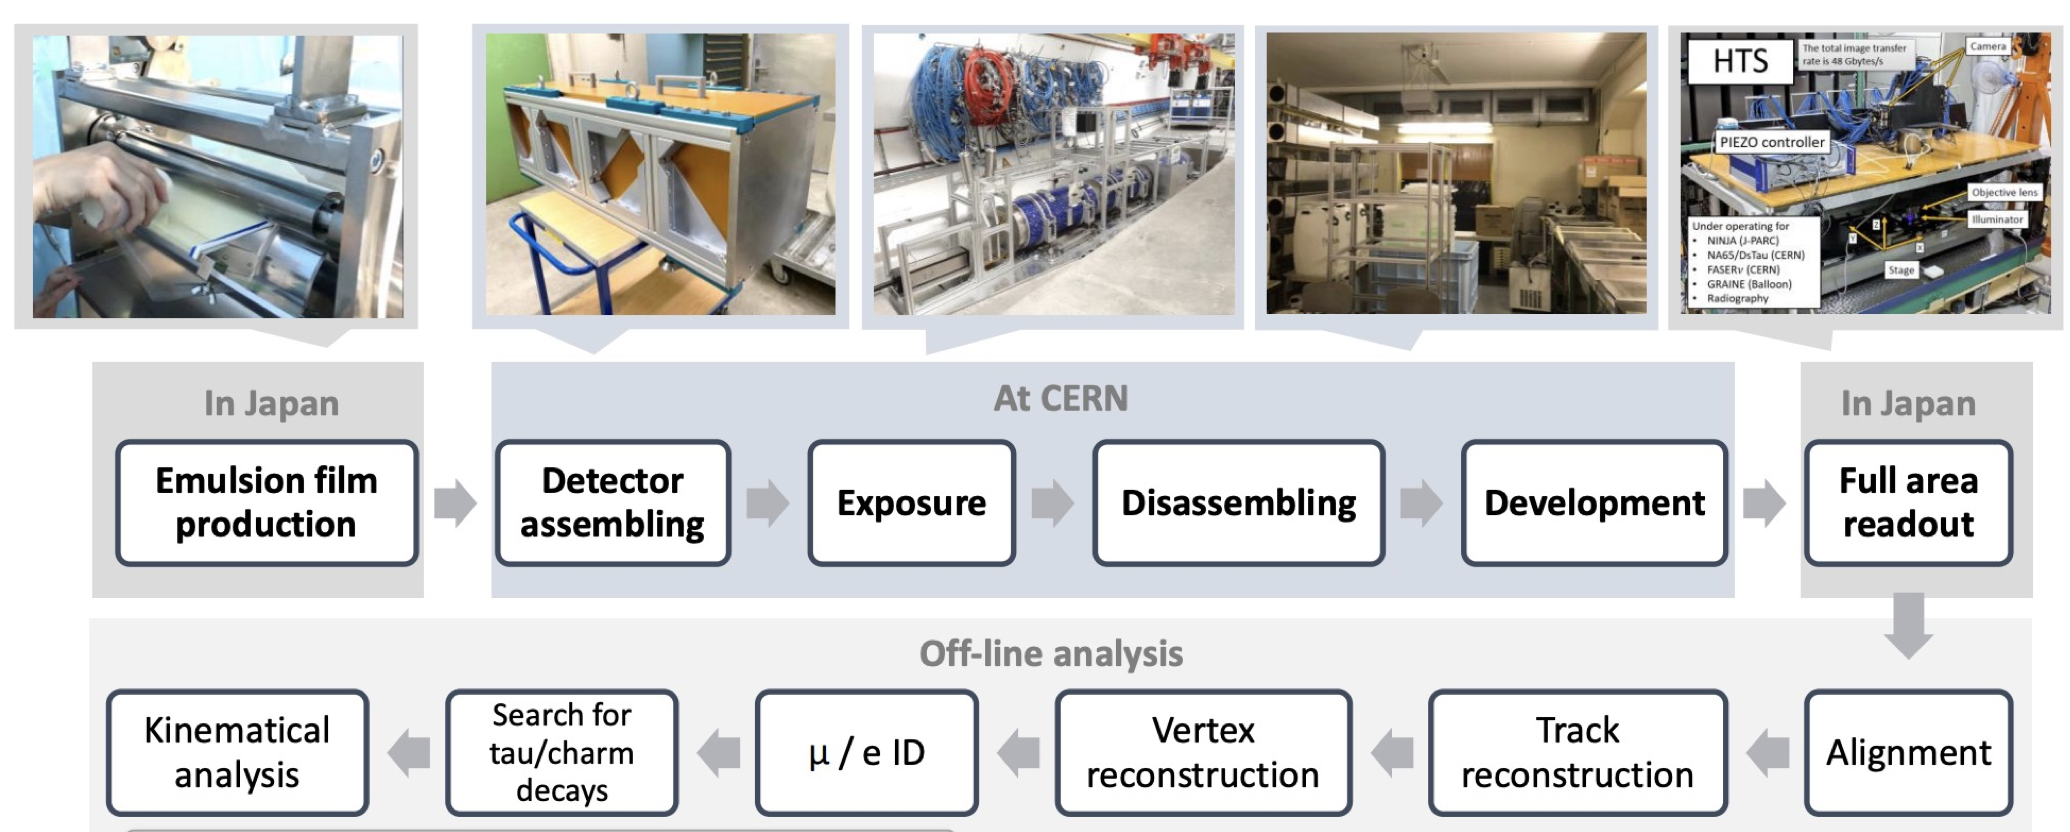 HTS
The total image transfer
rate is 48 Gbytes/s
Camera
PIEZO controller
Objective lens
Illuminator
Z
Y
X
Stage
Under operating for
• NINJA (J-PARC)
• NA65/DsTau (CERN)
• FASERν (CERN)
• GRAINE (Balloon)
• Radiography
In Japan
At CERN
In Japan
Emulsion film
production
Detector
assembling
Exposure
Disassembling
Development
Full area
readout
Off-line analysis
Kinematical
analysis
Search for
tau/charm
decays
μ / e ID
Vertex
reconstruction
Track
reconstruction
Alignment